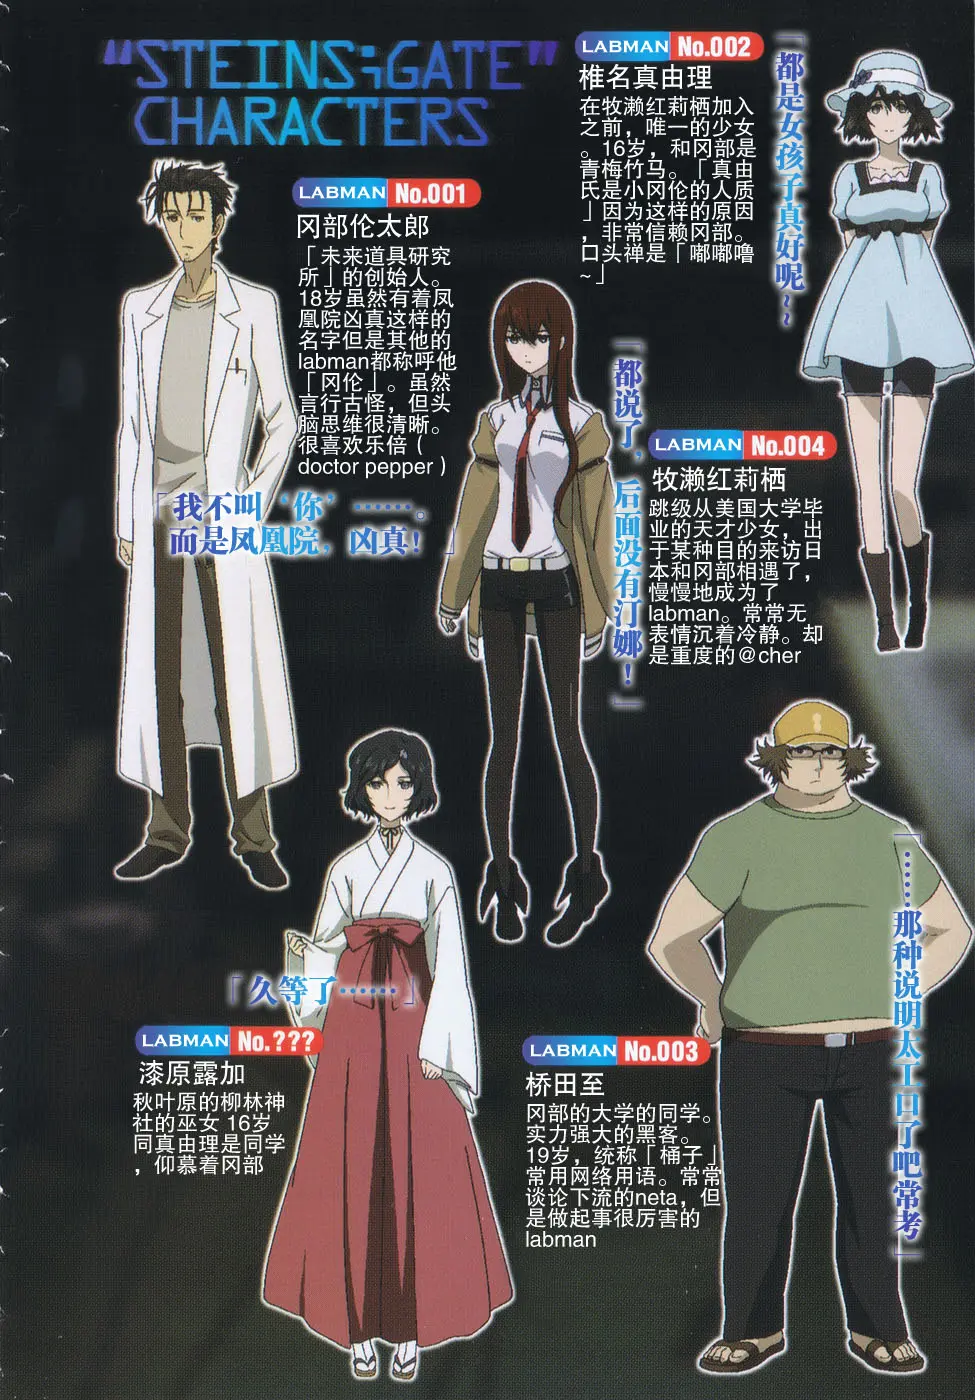 “STEINS;GATE”
CHARACTERS
LABMAN No.001
冈部伦太郎
「未来道具研究
所」的创始人。
18岁虽然有着凤
凰院凶真这样的
名字但是其他的
labman都称呼他
「冈伦」。虽然
言行古怪，但头
脑思维很清晰。
很喜欢乐倍（
doctor pepper）
「我不叫‘你’……。
而是凤凰院，凶真！」
LABMAN No.002
椎名真由理
在牧濑红莉栖加入
之前，唯一的少女
。16岁，和冈部是
青梅竹马。「真由
氏是小冈伦的人质
」因为这样的原因
，非常信赖冈部。
口头禅是「嘟嘟噜
~」
「都是女孩子真好呢~~
LABMAN No.004
牧濑红莉栖
跳级从美国大学毕
业的天才少女，出
于某种目的来访日
本和冈部相遇了，
慢慢地成为了
labman。常常无
表情沉着冷静。却
是重度的@cher
「都说了，后面没有汀娜！」
LABMAN No.???
漆原露加
秋叶原的柳林神
社的巫女 16岁
同真由理是同学
，仰慕着冈部
「久等了……」
LABMAN No.003
桥田至
冈部的大学的同学。
实力强大的黑客。
19岁，统称「桶子」
常用网络用语。常常
谈论下流的neta，但
是做起事很厉害的
labman
「……那种说明太工口了吧常考」